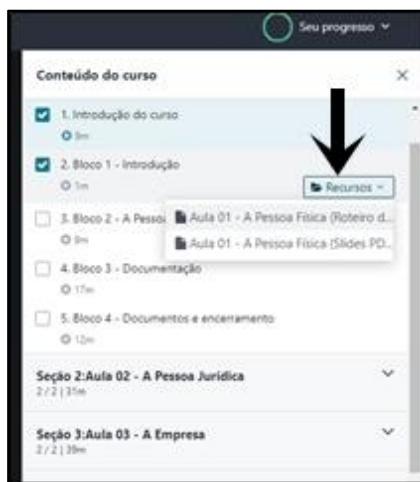 Seu progresso
Conteúdo do curso
1. Introdução do curso
9m
2. Bloco 1 - Introdução
1m
Recursos
Aula 01 - A Pessoa Física (Roteiro d...
3. Bloco 2 - A Pessoa
Aula 01 - A Pessoa Física (Slides PD...
9m
4. Bloco 3 - Documentação
17m
5. Bloco 4 - Documentos e encerramento
12m
Seção 2:Aula 02 - A Pessoa Jurídica
2 / 2 | 31m
Seção 3:Aula 03 - A Empresa
2 / 2 | 39m